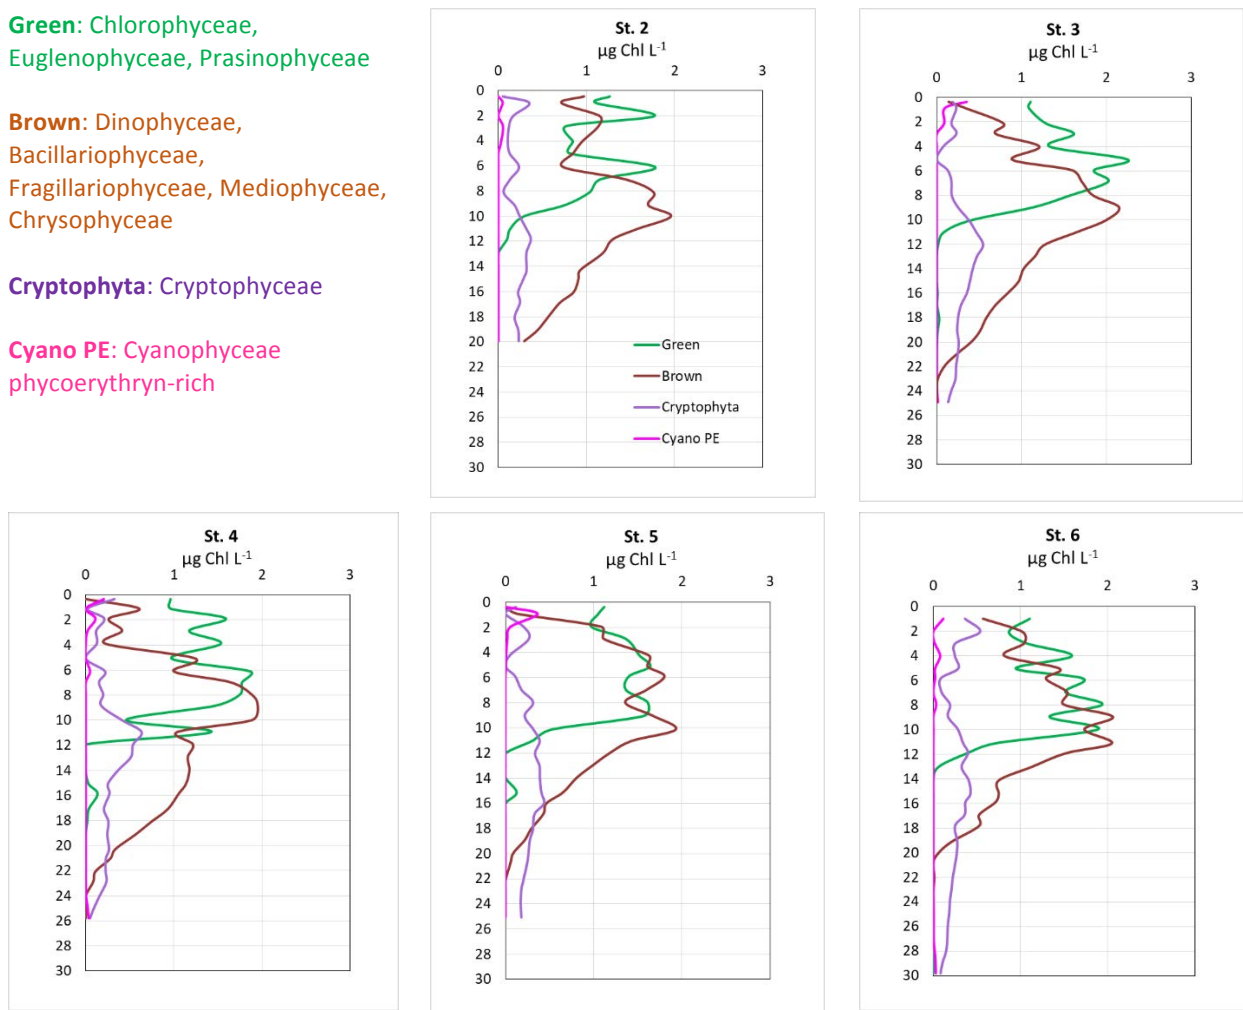 Green: Chlorophyceae,
Euglenophyceae, Prasinophyceae
Brown: Dinophyceae,
Bacillariophyceae,
Fragillariophyceae, Mediophyceae,
Chrysophyceae
Cryptophyta: Cryptophyceae
Cyano PE: Cyanophyceae
phycoerythryn-rich
St. 2
µg Chl L-1
0 1 2 3
0
2
4
6
8
10
12
14
16
18
20
22
24
26
28
30
Green
Brown
Cryptophyta
Cyano PE
St. 3
µg Chl L-1
0 1 2 3
0
2
4
6
8
10
12
14
16
18
20
22
24
26
28
30
St. 4
µg Chl L-1
0 1 2 3
0
2
4
6
8
10
12
14
16
18
20
22
24
26
28
30
St. 5
µg Chl L-1
0 1 2 3
0
2
4
6
8
10
12
14
16
18
20
22
24
26
28
30
St. 6
µg Chl L-1
0 1 2 3
0
2
4
6
8
10
12
14
16
18
20
22
24
26
28
30